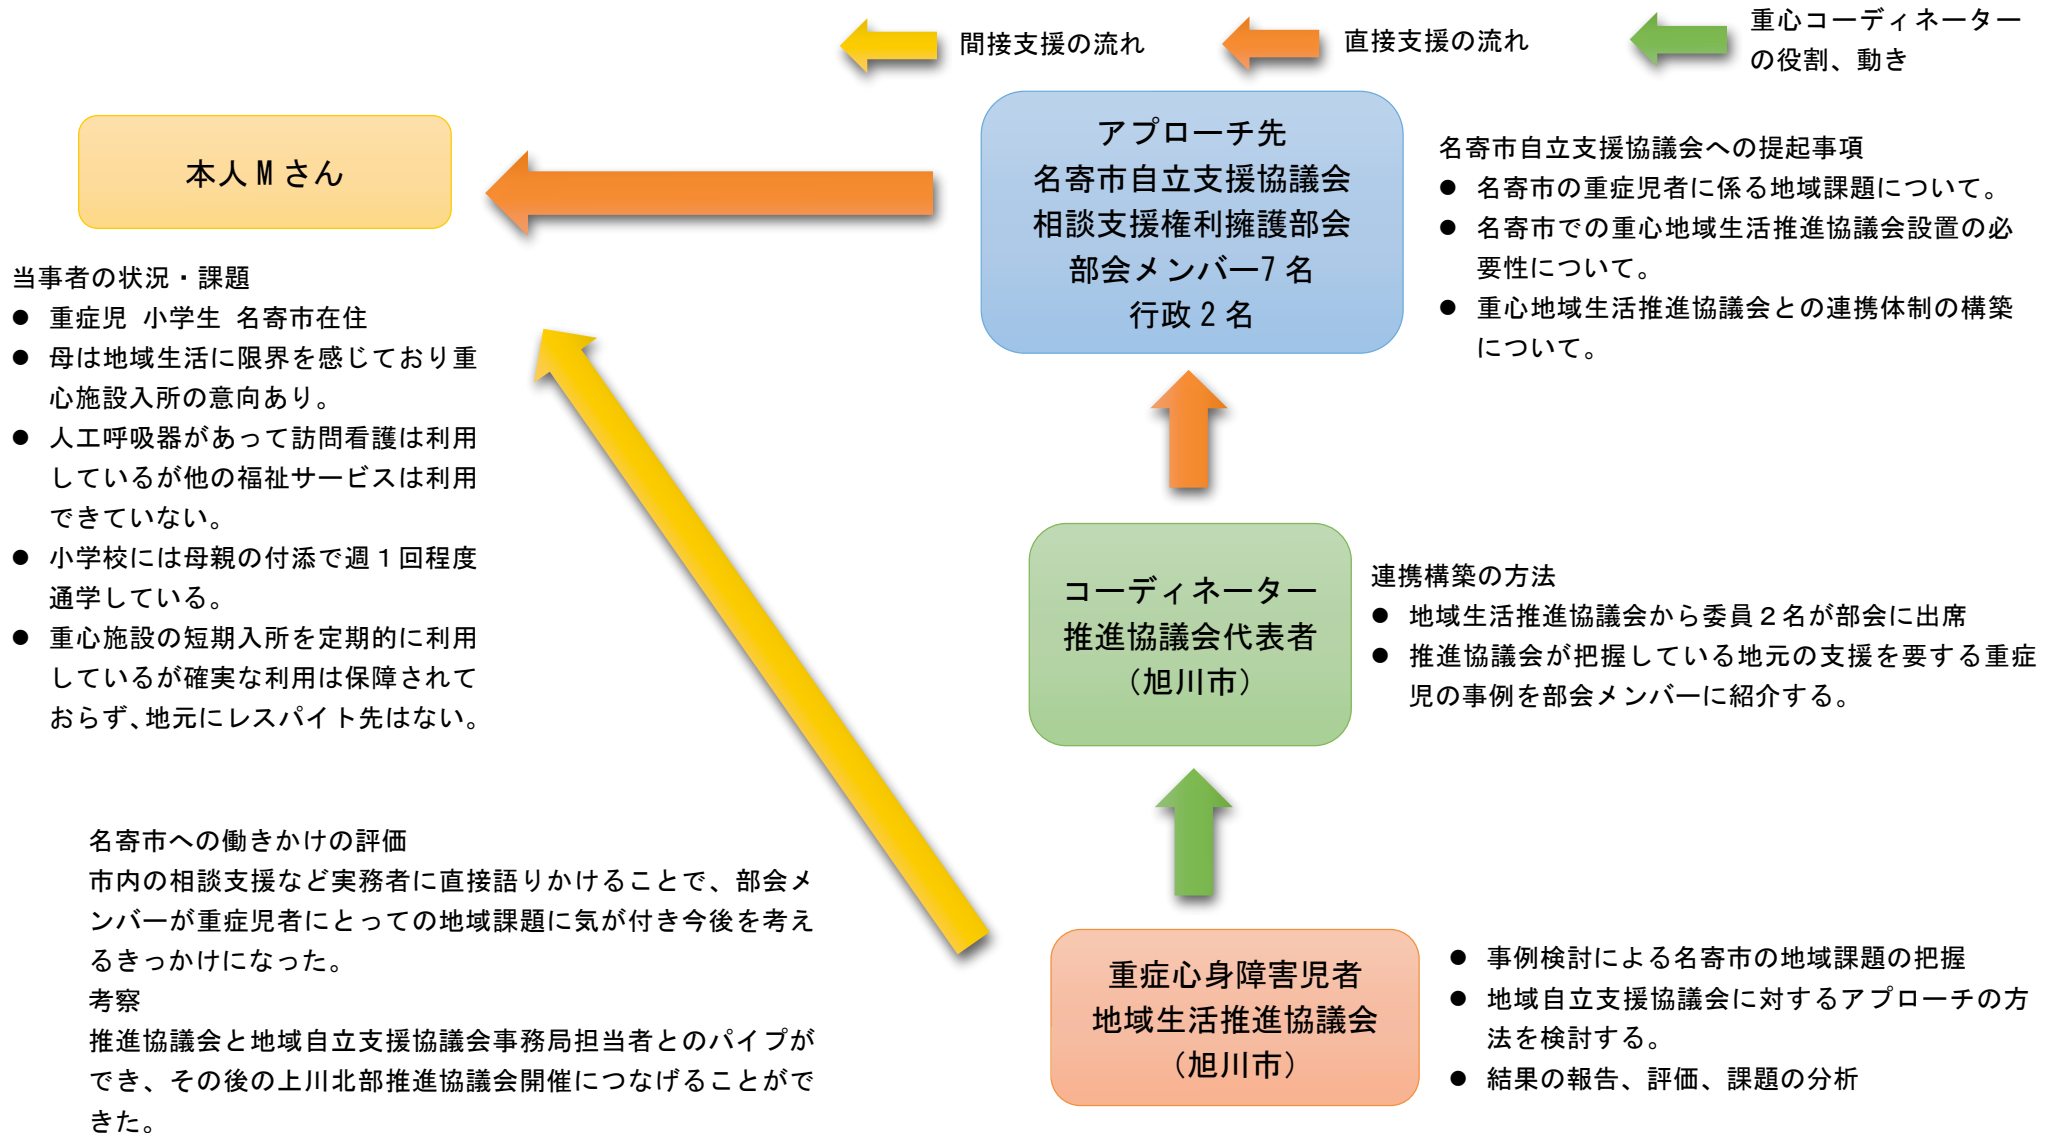 間接支援の流れ
直接支援の流れ
重心コーディネーター
の役割、動き
本人Mさん
アプローチ先
名寄市自立支援協議会
相談支援権利擁護部会
部会メンバー7名
行政2名
名寄市自立支援協議会への提起事項
● 名寄市の重症児者に係る地域課題について。
● 名寄市での重心地域生活推進協議会設置の必
要性について。
● 重心地域生活推進協議会との連携体制の構築
について。
当事者の状況・課題
● 重症児 小学生 名寄市在住
● 母は地域生活に限界を感じており重
心施設入所の意向あり。
● 人工呼吸器があって訪問看護は利用
しているが他の福祉サービスは利用
できていない。
● 小学校には母親の付添で週1回程度
通学している。
● 重心施設の短期入所を定期的に利用
しているが確実な利用は保障されて
おらず、地元にレスパイト先はない。
コーディネーター
推進協議会代表者
(旭川市)
連携構築の方法
● 地域生活推進協議会から委員2名が部会に出席
● 推進協議会が把握している地元の支援を要する重症
児の事例を部会メンバーに紹介する。
名寄市への働きかけの評価
市内の相談支援など実務者に直接語りかけることで、部会メ
ンバーが重症児者にとっての地域課題に気が付き今後を考え
るきっかけになった。
考察
推進協議会と地域自立支援協議会事務局担当者とのパイプが
でき、その後の上川北部推進協議会開催につなげることがで
きた。
重症心身障害児者
地域生活推進協議会
(旭川市)
● 事例検討による名寄市の地域課題の把握
● 地域自立支援協議会に対するアプローチの方
法を検討する。
● 結果の報告、評価、課題の分析